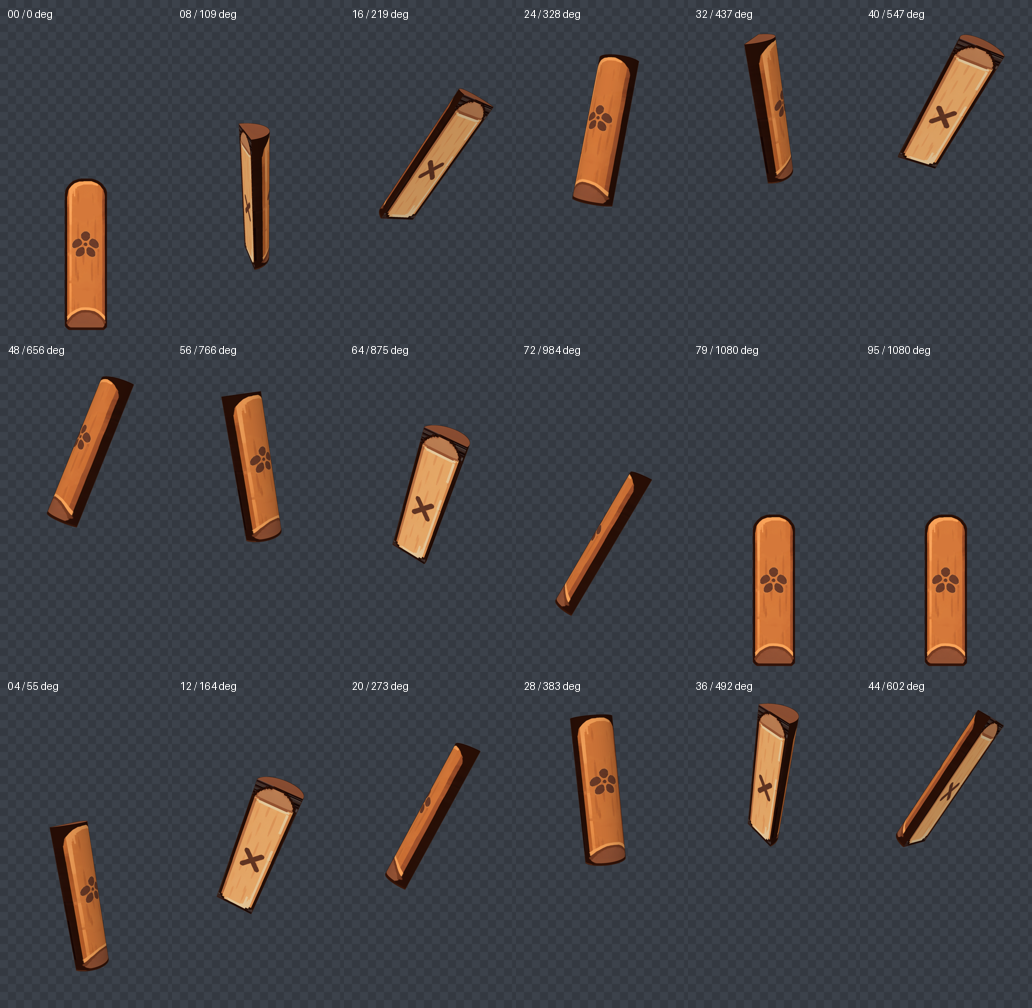 00 / 0 deg
08 / 109 deg
16 / 219 deg
24 / 328 deg
32 / 437 deg
40 / 547 deg
48 / 656 deg
56 / 766 deg
64 / 875 deg
72 / 984 deg
79 / 1080 deg
95 / 1080 deg
04 / 55 deg
12 / 164 deg
20 / 273 deg
28 / 383 deg
36 / 492 deg
44 / 602 deg